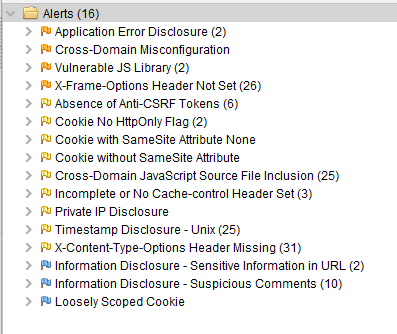 Alerts (16)
Application Error Disclosure (2)
Cross-Domain Misconfiguration
Vulnerable JS Library (2)
X-Frame-Options Header Not Set (26)
Absence of Anti-CSRF Tokens (6)
Cookie No HttpOnly Flag (2)
Cookie with SameSite Attribute None
Cookie without SameSite Attribute
Cross-Domain JavaScript Source File Inclusion (25)
Incomplete or No Cache-control Header Set (3)
Private IP Disclosure
Timestamp Disclosure - Unix (25)
X-Content-Type-Options Header Missing (31)
Information Disclosure - Sensitive Information in URL (2)
Information Disclosure - Suspicious Comments (10)
Loosely Scoped Cookie